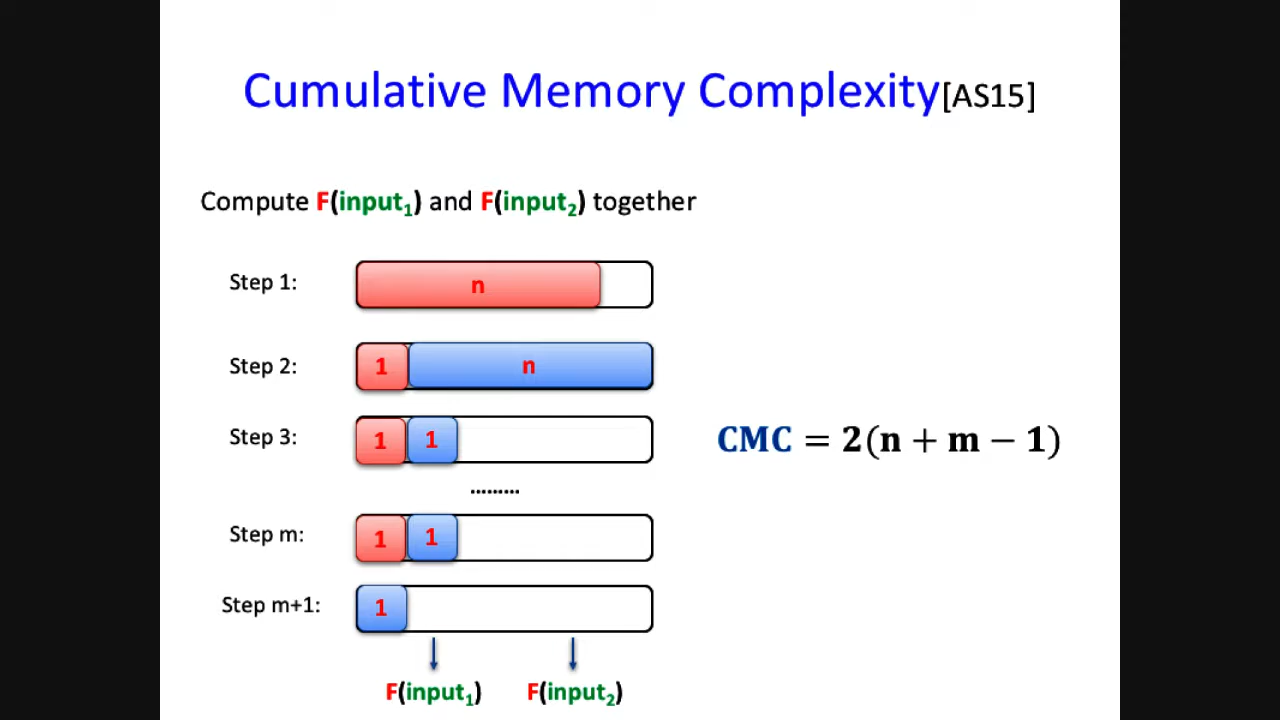 Cumulative Memory Complexity[AS15]
Compute F(input₁) and F(input₂) together
Step 1: n
Step 2: 1 n
Step 3: 1 1
CMC = 2(n + m − 1)
.........
Step m: 1 1
Step m+1: 1
F(input₁) F(input₂)